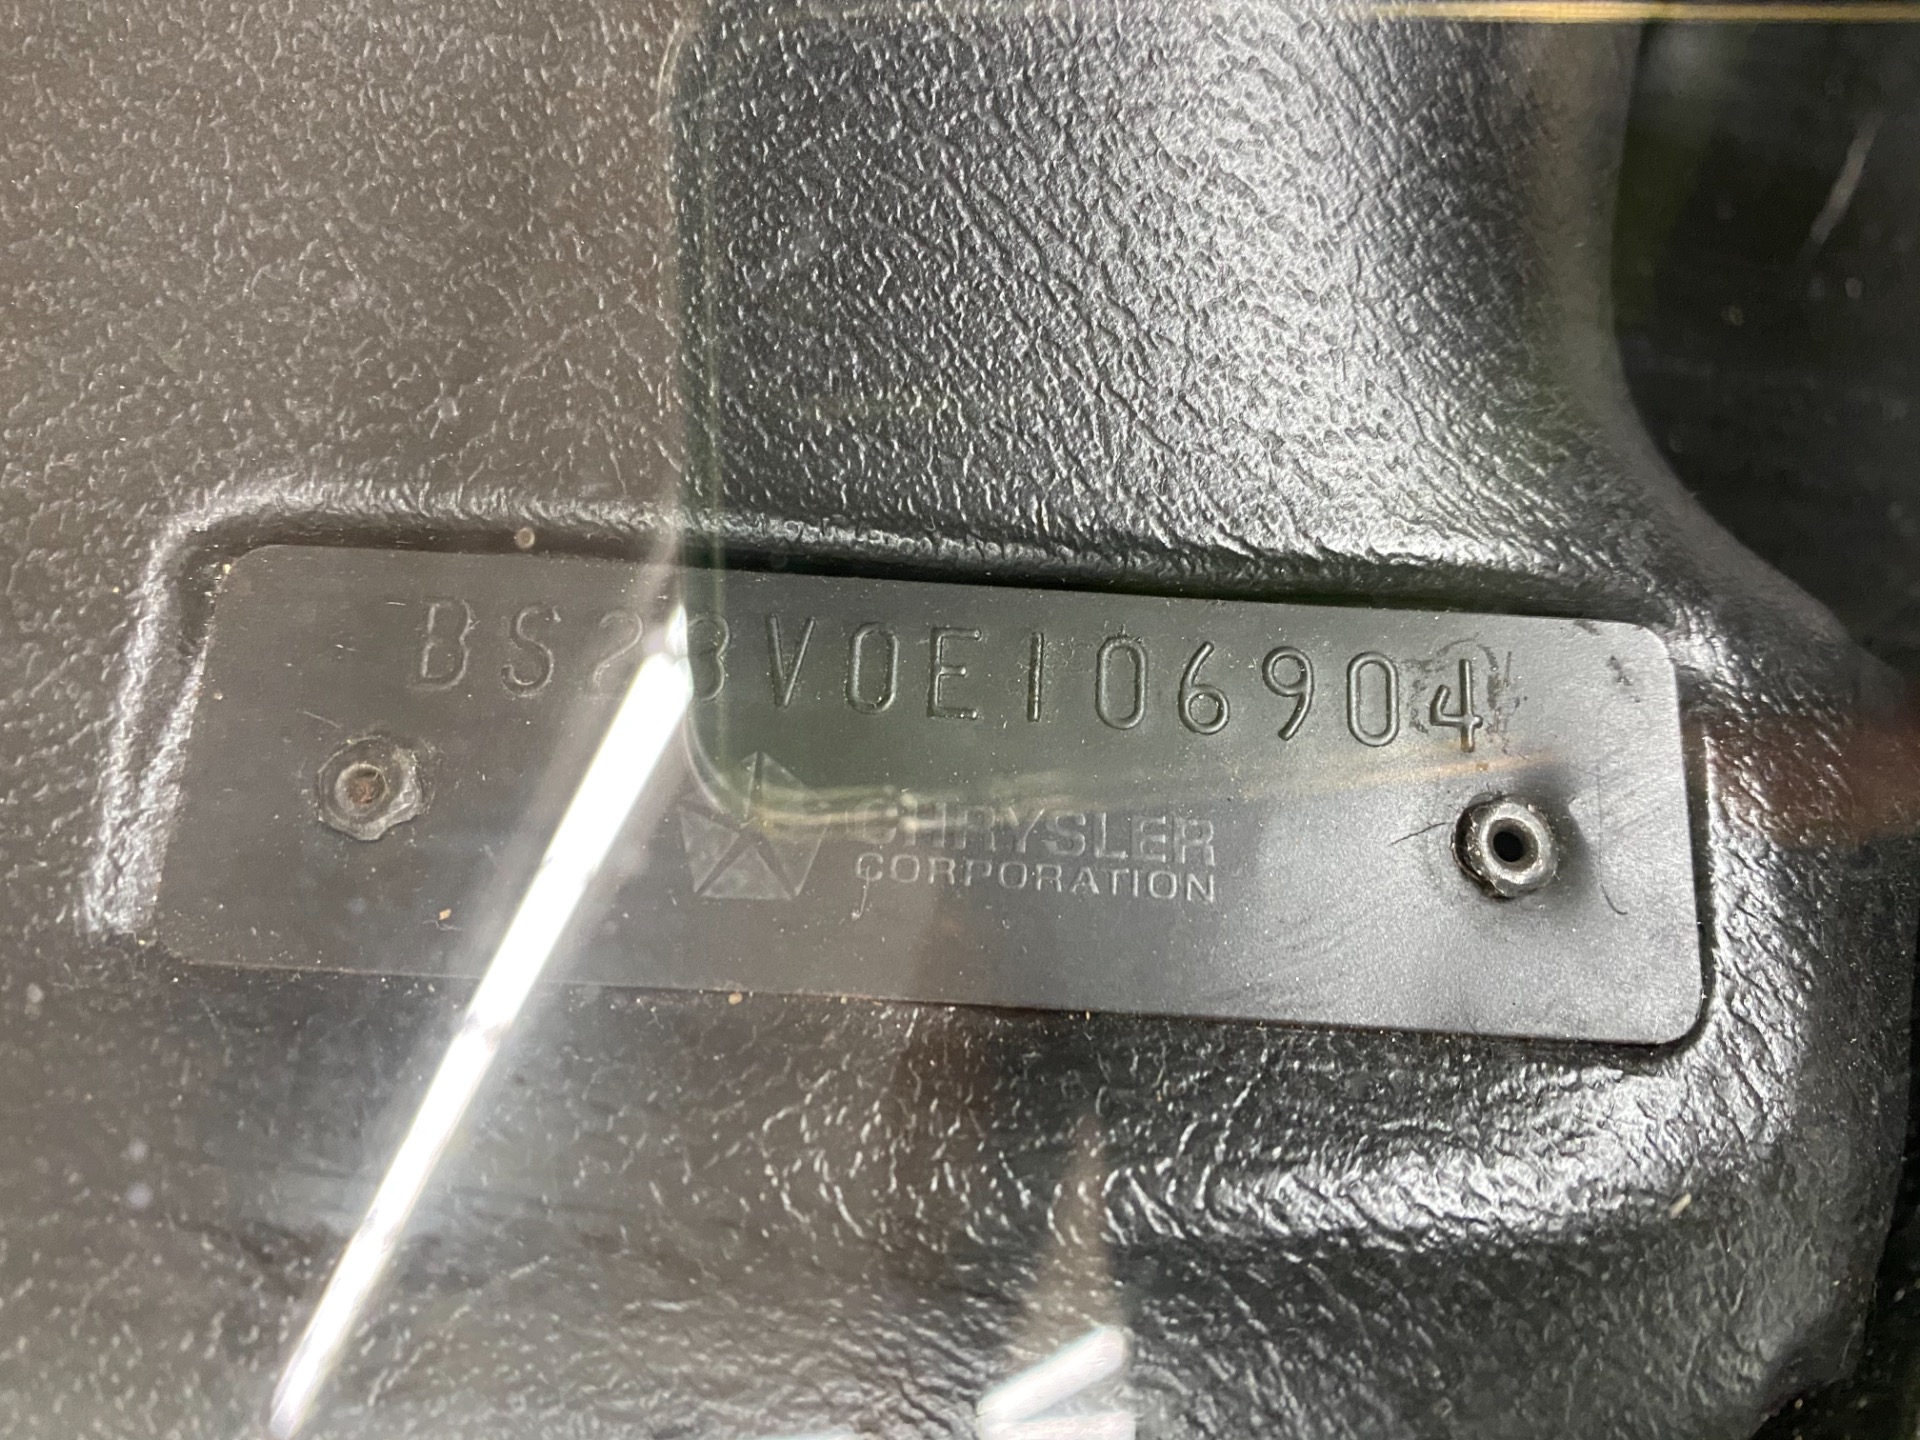 BS23V0E106904
CHRYSLER
CORPORATION